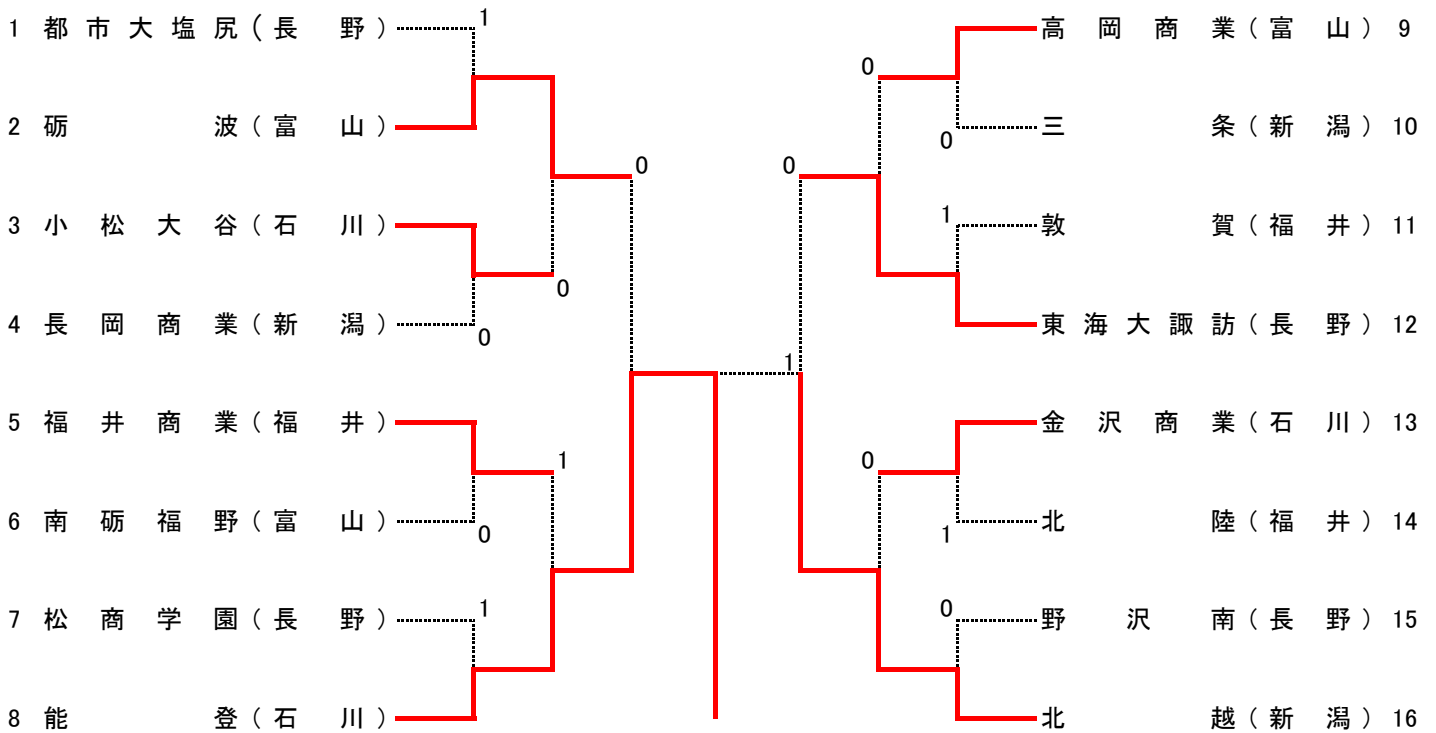 1 都市大塩尻(長野) 1
高岡商業(富山) 9
0
2 砺波(富山)
0 三条(新潟) 10
0 0
3 小松大谷(石川)
1 敦賀(福井) 11
0
4 長岡商業(新潟) 0
東海大諏訪(長野) 12
1
5 福井商業(福井)
金沢商業(石川) 13
1 0
6 南砺福野(富山) 0
1 北陸(福井) 14
7 松商学園(長野) 1
0 野沢南(長野) 15
8 能登(石川)
北越(新潟) 16